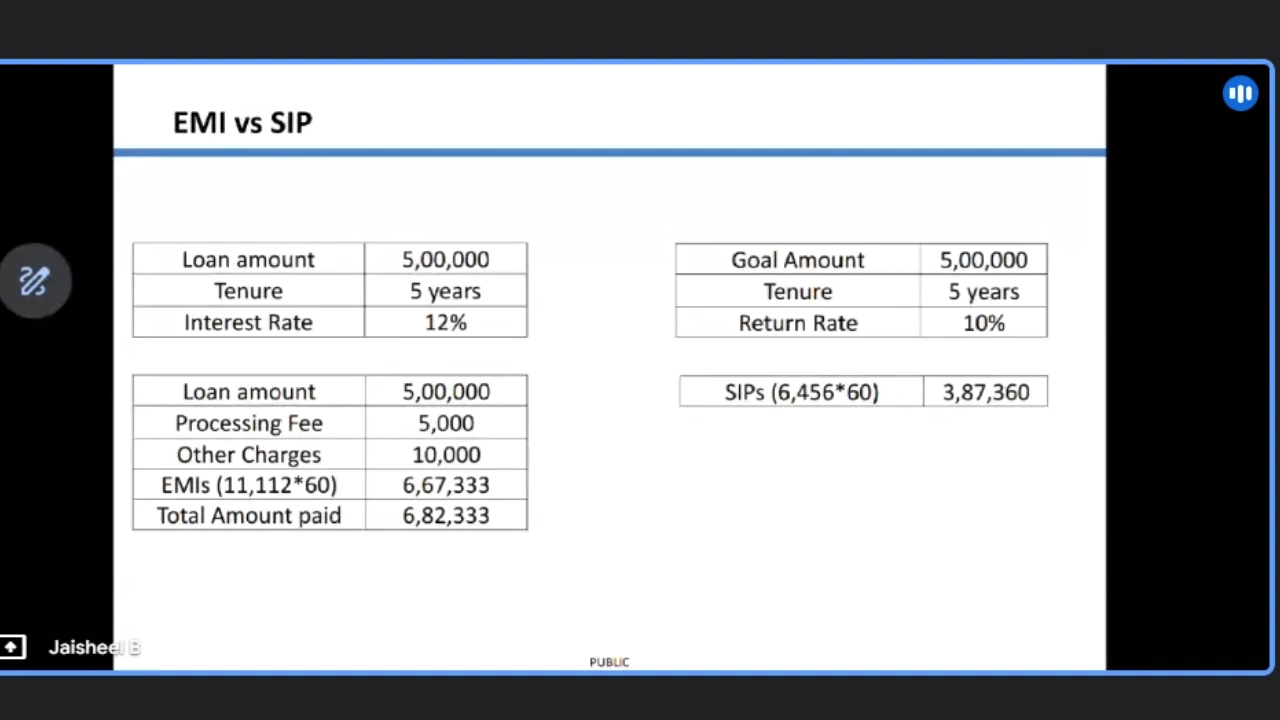 EMI vs SIP
Loan amount 5,00,000
Tenure 5 years
Interest Rate 12%
Goal Amount 5,00,000
Tenure 5 years
Return Rate 10%
Loan amount 5,00,000
Processing Fee 5,000
Other Charges 10,000
EMIs (11,112*60) 6,67,333
Total Amount paid 6,82,333
SIPs (6,456*60) 3,87,360
Jaisheel B
PUBLIC